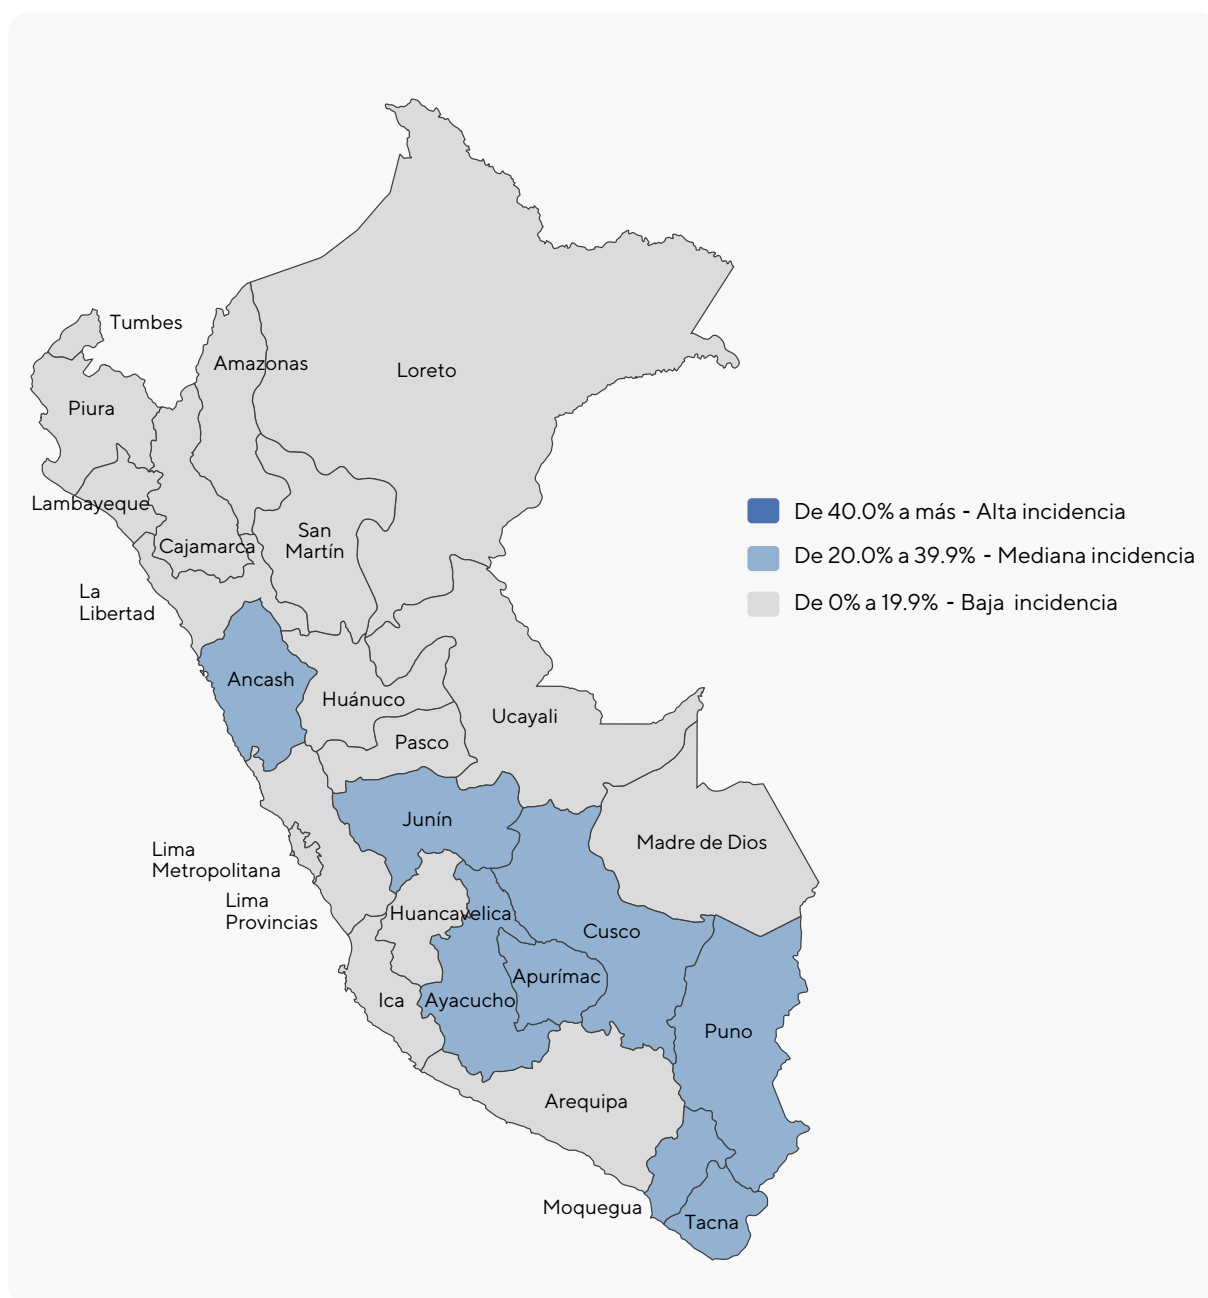 Tumbes
Amazonas
Loreto
Piura
Lambayeque
Cajamarca
San
Martín
La
Libertad
Ancash
Huánuco
Ucayali
Pasco
Junín
Madre de Dios
Lima
Metropolitana
Lima
Provincias
Huancavelica
Cusco
Apurímac
Ica
Ayacucho
Puno
Arequipa
Moquegua
Tacna
De 40.0% a más - Alta incidencia
De 20.0% a 39.9% - Mediana incidencia
De 0% a 19.9% - Baja incidencia